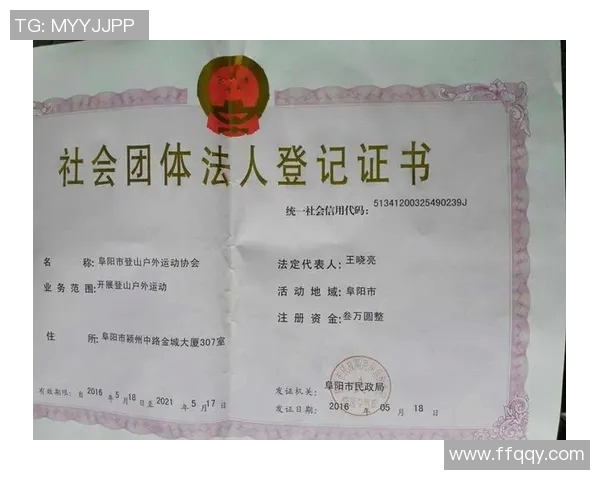 TG: MYYJJPP
社会团体法人登记证书
统一社会信用代码: 51341200325490239J
名 称: 阜阳市登山户外运动协会
法定代表人: 王晓亮
业务范围: 开展登山户外运动
活动地域: 阜阳市
注册资金: 叁万圆整
住 所: 阜阳市颍州中路金城大厦307室
发证机关: 阜阳市民政局
有效期限: 自 2016 年 5月18 日至 2021 年 5月17日
发证日期: 2016 年 05 月 18 日
www.ffqqy.com